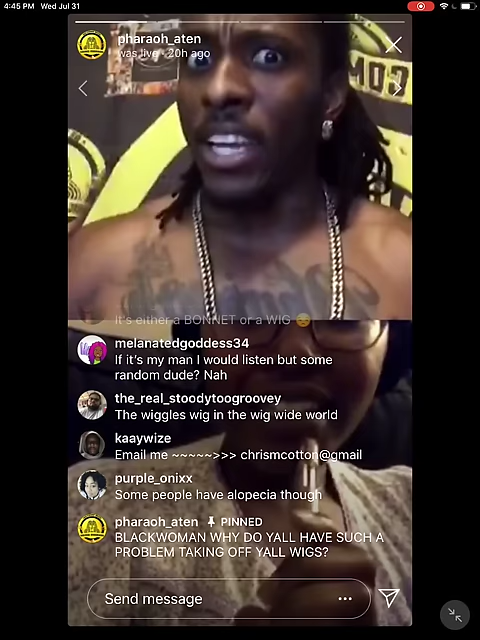 4:45 PM Wed Jul 31
pharaoh_aten
was live · 20h ago
It's either a BONNET or a WIG 😔
melanatedgoddess34
If it's my man I would listen but some
random dude? Nah
the_real_stoodytoogroovey
The wiggles wig in the wig wide world
kaaywize
Email me ~~~~~>>> chrismcotton@gmail
purple_onixx
Some people have alopecia though
pharaoh_aten PINNED
BLACKWOMAN WHY DO YALL HAVE SUCH A
PROBLEM TAKING OFF YALL WIGS?
Send message